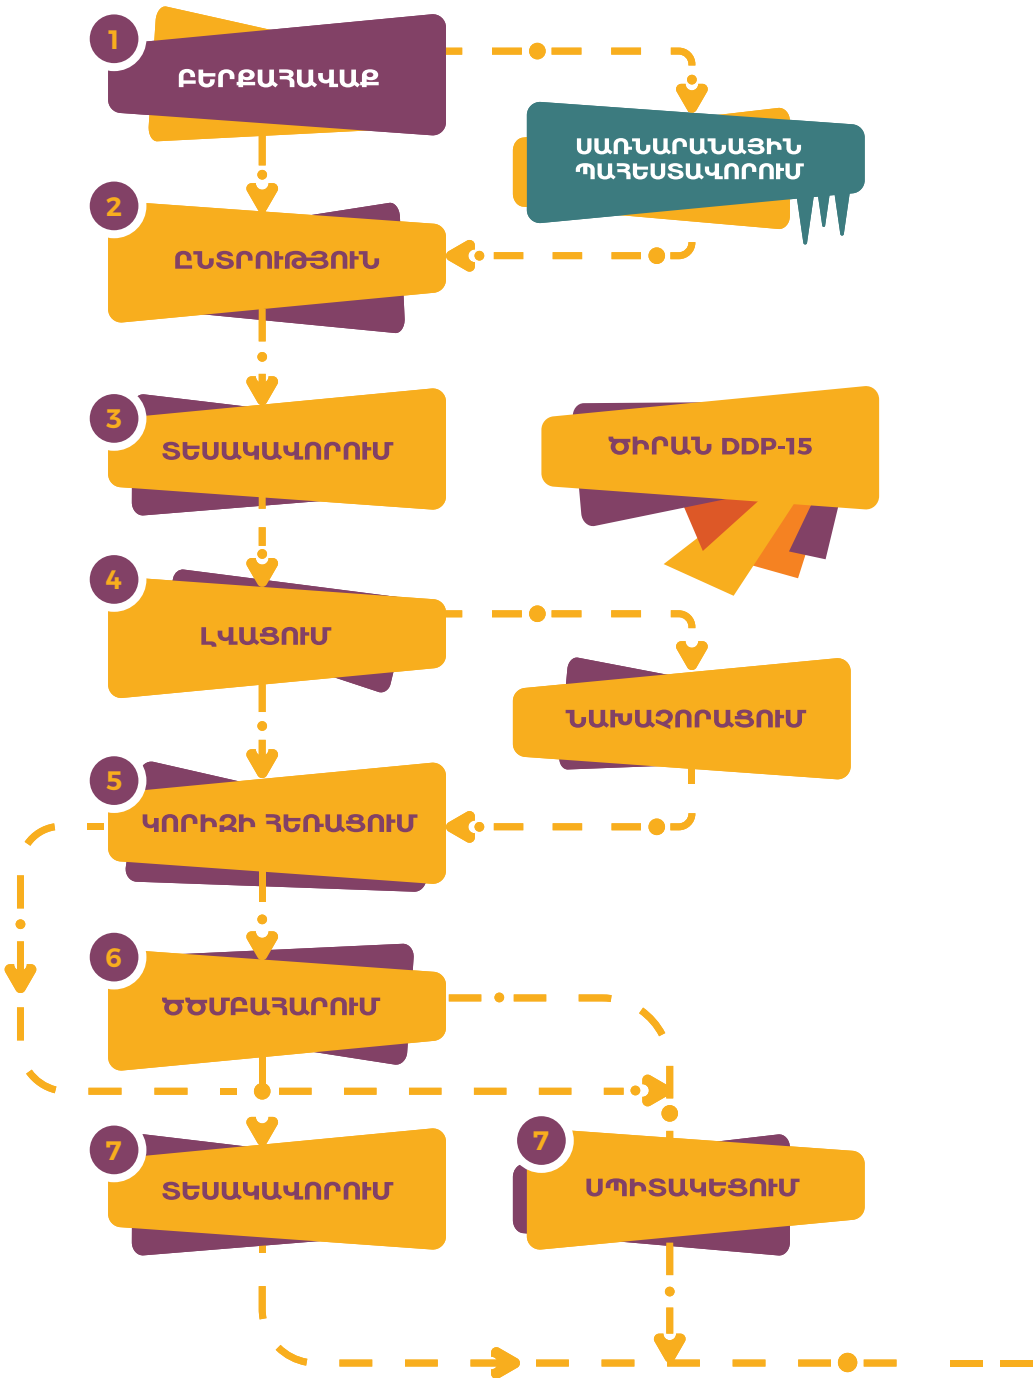 1
ԲԵՐՔԱՀԱՎԱՔ
ՍԱՌՆԱՐԱՆԱՅԻՆ
ՊԱՀԵՍՏԱՎՈՐՈՒՄ
2
ԸՆՏՐՈՒԹՅՈՒՆ
3
ՏԵՍԱԿԱՎՈՐՈՒՄ
ԾԻՐԱՆ DDP-15
4
ԼՎԱՑՈՒՄ
ՆԱԽԱՉՈՐԱՑՈՒՄ
5
ԿՈՐԻԶԻ ՀԵՌԱՑՈՒՄ
6
ԾԾՄԲԱՀԱՐՈՒՄ
7
ՏԵՍԱԿԱՎՈՐՈՒՄ
7
ՍՊԻՏԱԿԵՑՈՒՄ